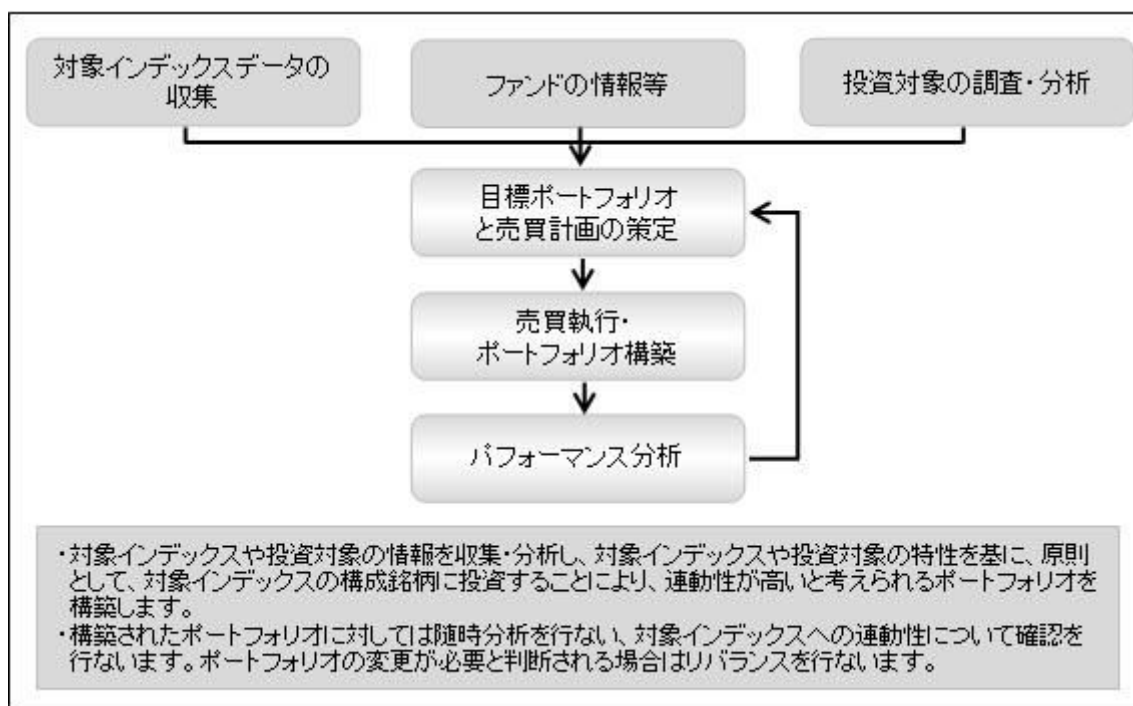 対象インデックスデータの
収集
ファンドの情報等
投資対象の調査・分析
目標ポートフォリオ
と売買計画の策定
売買執行・
ポートフォリオ構築
パフォーマンス分析
・対象インデックスや投資対象の情報を収集・分析し、対象インデックスや投資対象の特性を基に、原則
として、対象インデックスの構成銘柄に投資することにより、連動性が高いと考えられるポートフォリオを
構築します。
・構築されたポートフォリオに対しては随時分析を行ない、対象インデックスへの連動性について確認を
行ないます。ポートフォリオの変更が必要と判断される場合はリバランスを行ないます。